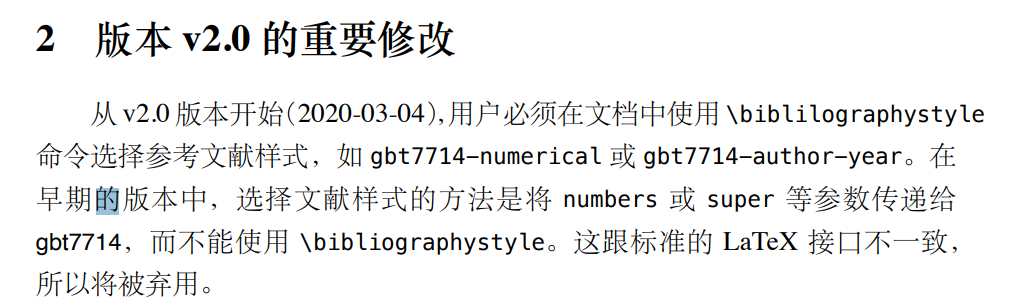 2 版本 v2.0 的重要修改
从 v2.0 版本开始（2020-03-04），用户必须在文档中使用 \biblilographystyle
命令选择参考文献样式，如 gbt7714-numerical 或 gbt7714-author-year。在
早期的版本中，选择文献样式的方法是将 numbers 或 super 等参数传递给
gbt7714，而不能使用 \bibliographystyle。这跟标准的 LaTeX 接口不一致，
所以将被弃用。